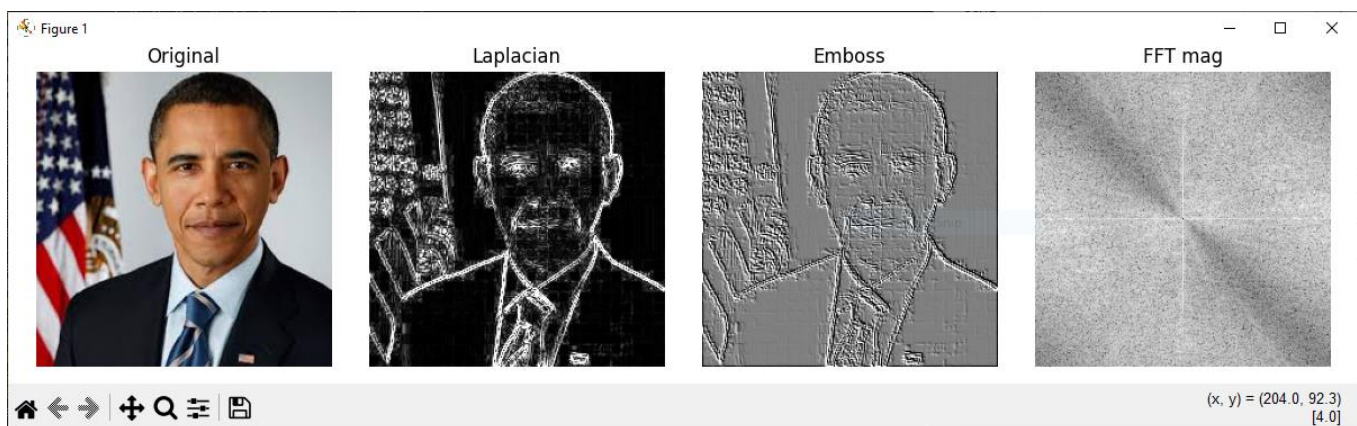 Figure 1
Original Laplacian Emboss FFT mag
(x, y) = (204.0, 92.3)
[4.0]